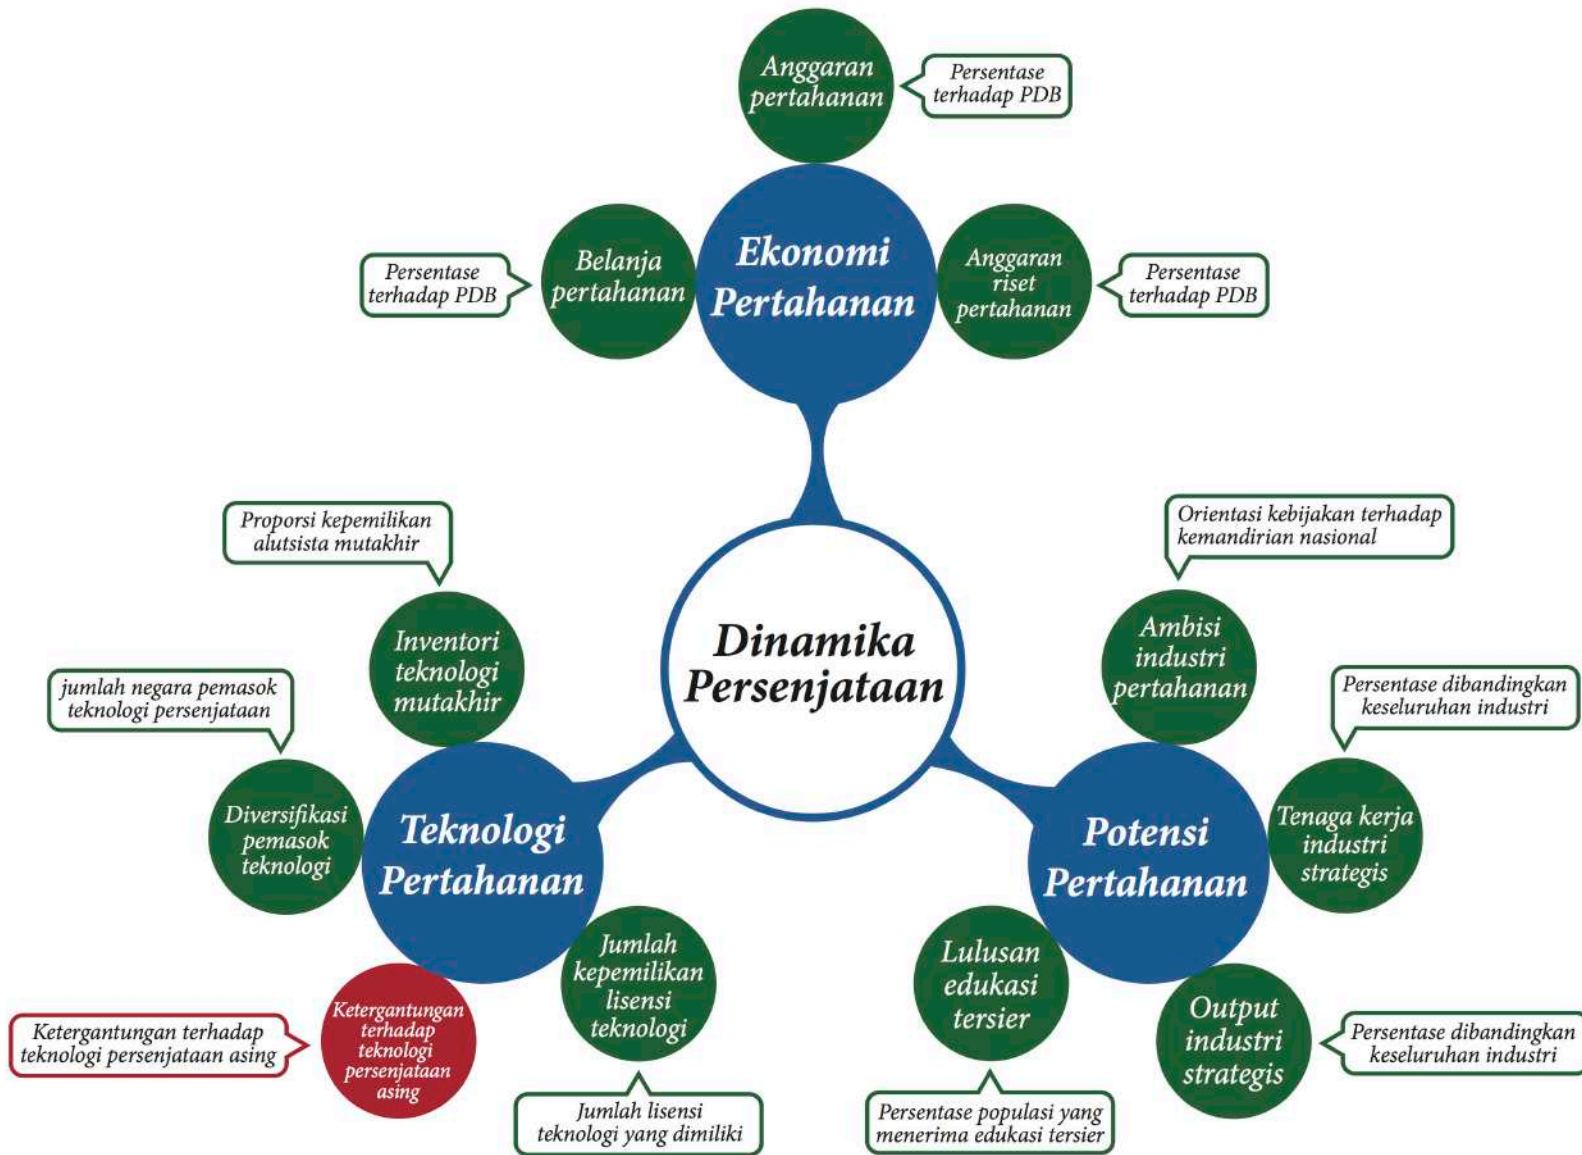 Anggaran
pertahanan
Persentase
terhadap PDB
Ekonomi
Pertahanan
Belanja
pertahanan
Persentase
terhadap PDB
Anggaran
riset
pertahanan
Persentase
terhadap PDB
Dinamika
Persenjataan
Proporsi kepemilikan
alutsista mutakhir
Inventori
teknologi
mutakhir
jumlah negara pemasok
teknologi persenjataan
Diversifikasi
pemasok
teknologi
Teknologi
Pertahanan
Ketergantungan terhadap
teknologi persenjataan asing
Ketergantungan
terhadap
teknologi
persenjataan
asing
Jumlah
kepemilikan
lisensi
teknologi
Jumlah lisensi
teknologi yang dimiliki
Orientasi kebijakan terhadap
kemandirian nasional
Ambisi
industri
pertahanan
Persentase dibandingkan
keseluruhan industri
Tenaga kerja
industri
strategis
Potensi
Pertahanan
Lulusan
edukasi
tersier
Persentase populasi yang
menerima edukasi tersier
Output
industri
strategis
Persentase dibandingkan
keseluruhan industri